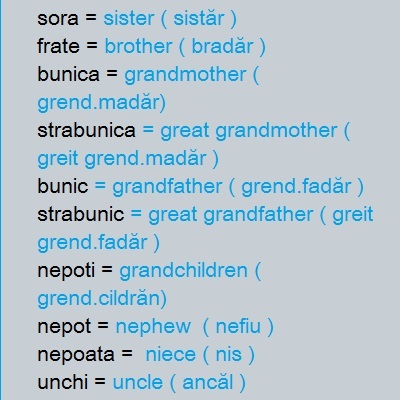 sora = sister ( sistăr )
frate = brother ( bradăr )
bunica = grandmother (
grend.madăr)
strabunica = great grandmother (
greit grend.madăr )
bunic = grandfather ( grend.fadăr )
strabunic = great grandfather ( greit
grend.fadăr )
nepoti = grandchildren (
grend.cildrăn)
nepot = nephew ( nefiu )
nepoata = niece ( nis )
unchi = uncle ( ancăl )